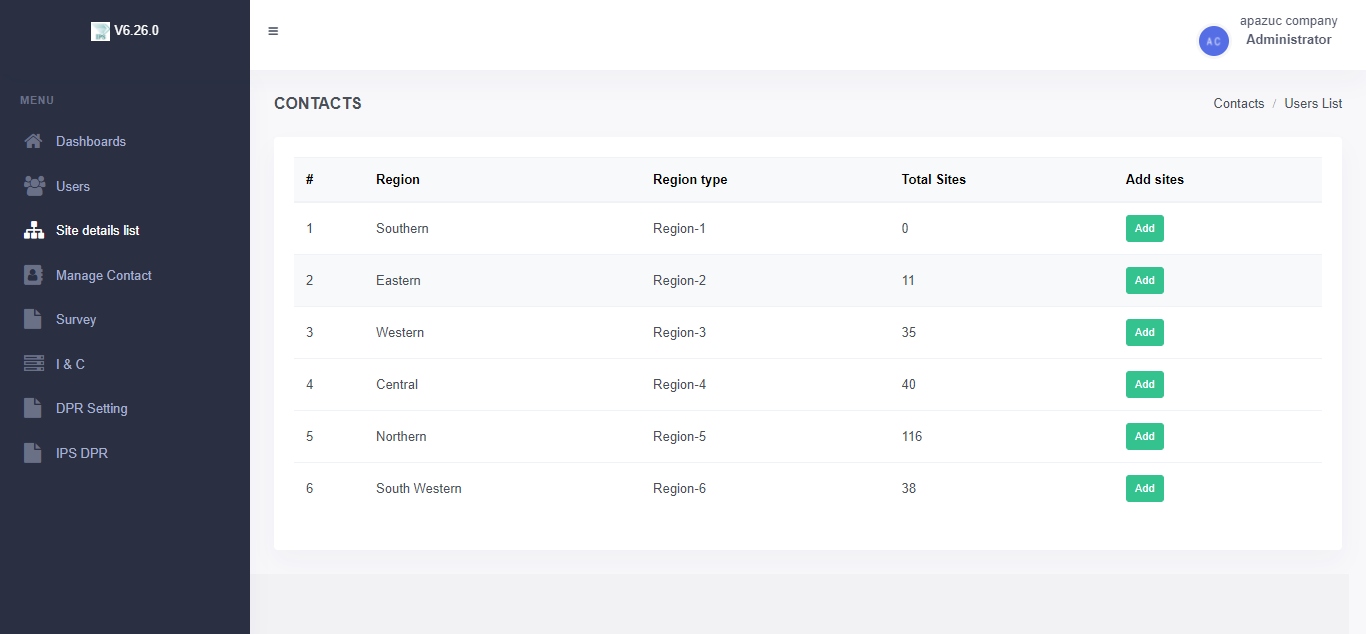 V6.26.0
apazuc company
AC Administrator
MENU
CONTACTS
Contacts / Users List
Dashboards
Users
Site details list
Manage Contact
Survey
I & C
DPR Setting
IPS DPR
# Region Region type Total Sites Add sites
1 Southern Region-1 0 Add
2 Eastern Region-2 11 Add
3 Western Region-3 35 Add
4 Central Region-4 40 Add
5 Northern Region-5 116 Add
6 South Western Region-6 38 Add